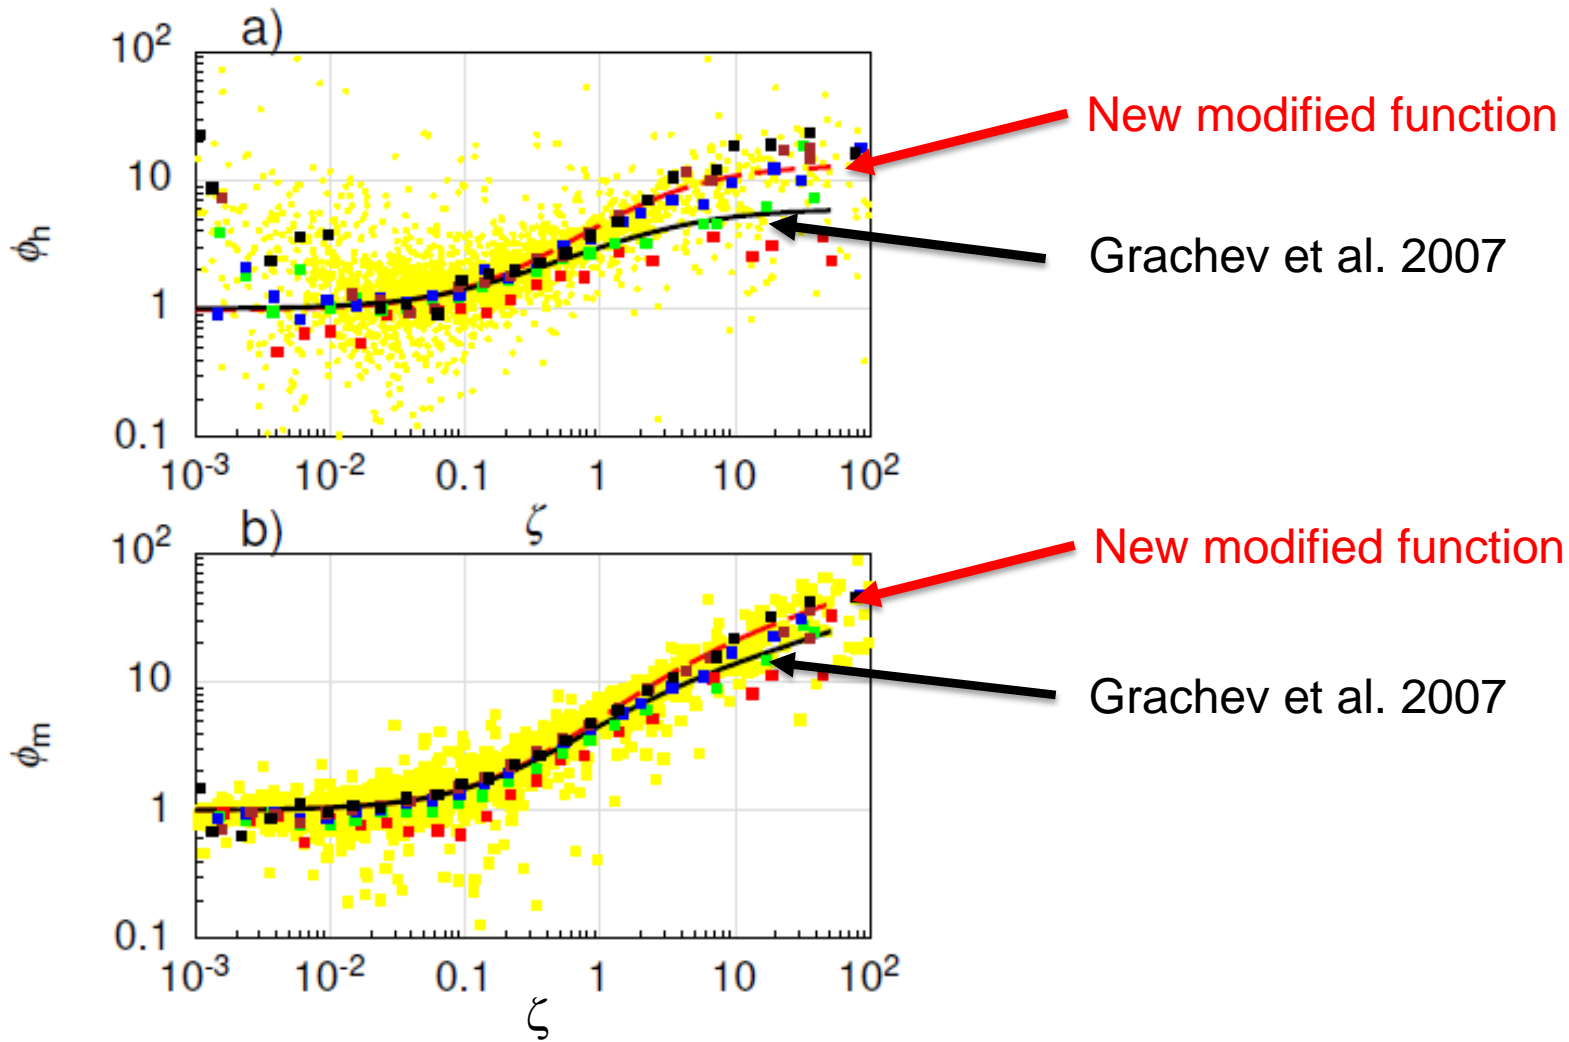 a)
10²
10
1
0.1
ϕh
10⁻³ 10⁻² 0.1 1 10 10²
ζ
New modified function
Grachev et al. 2007
b)
10²
10
1
0.1
ϕm
10⁻³ 10⁻² 0.1 1 10 10²
ζ
New modified function
Grachev et al. 2007